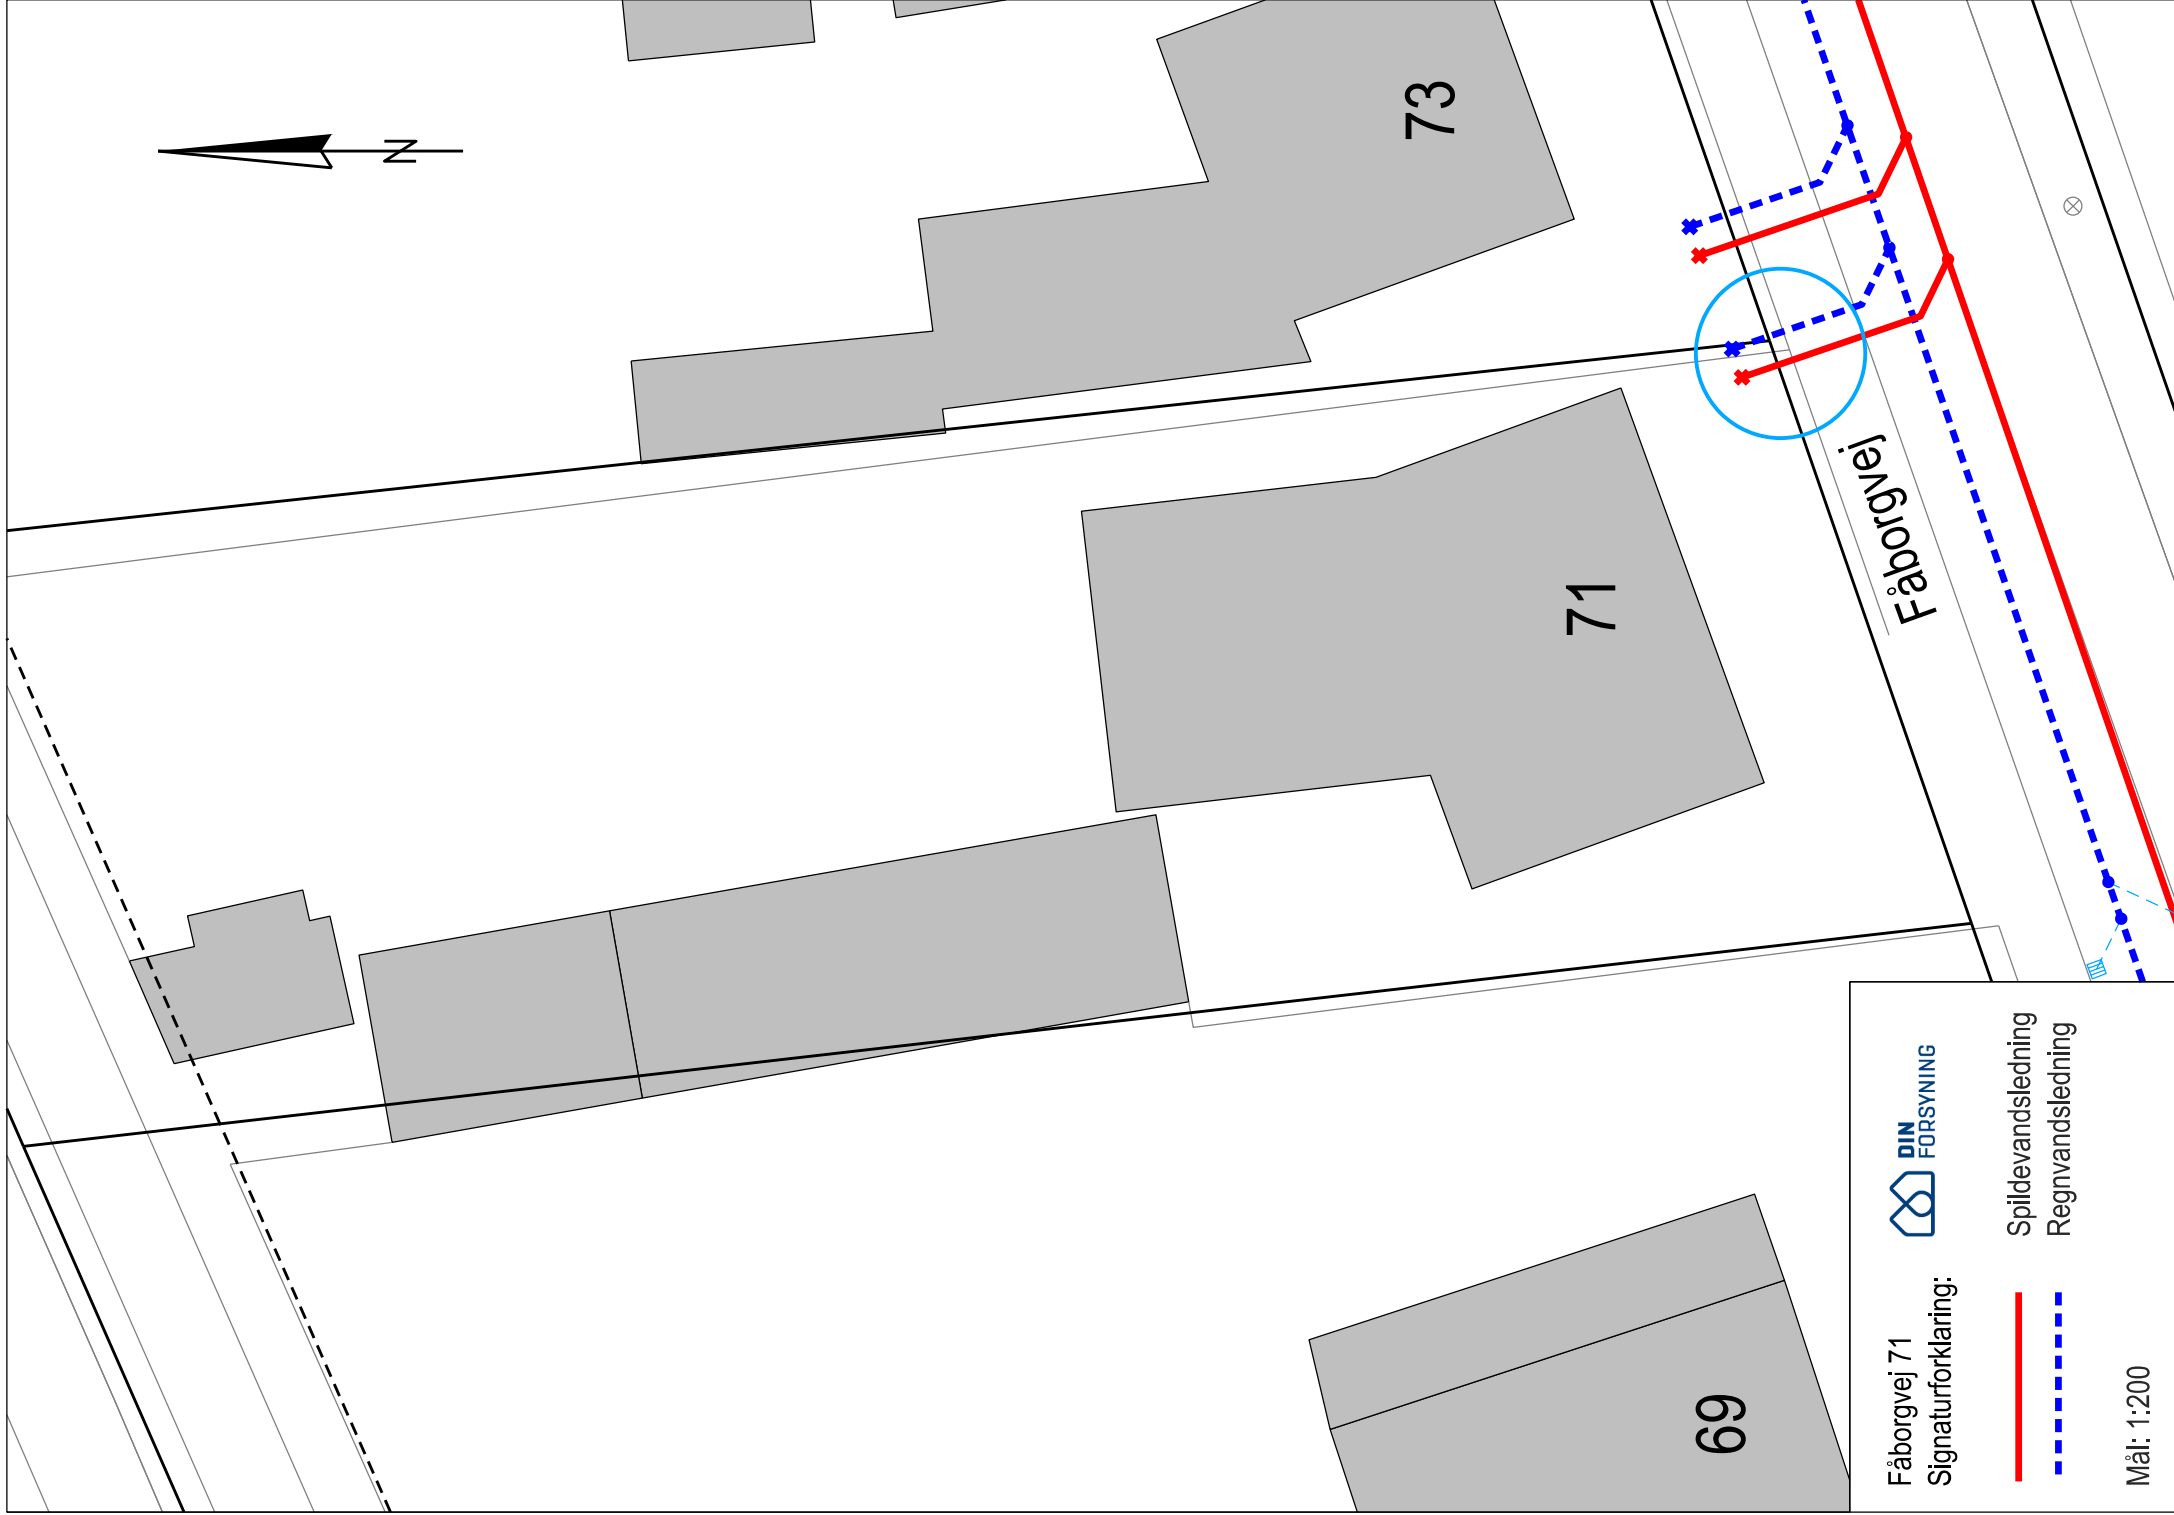 N
73
71
69
Fåborgvej
Fåborgvej 71
Signaturforklaring:
DIN
FORSYNING
Spildevandsledning
Regnvandsledning
Mål: 1:200